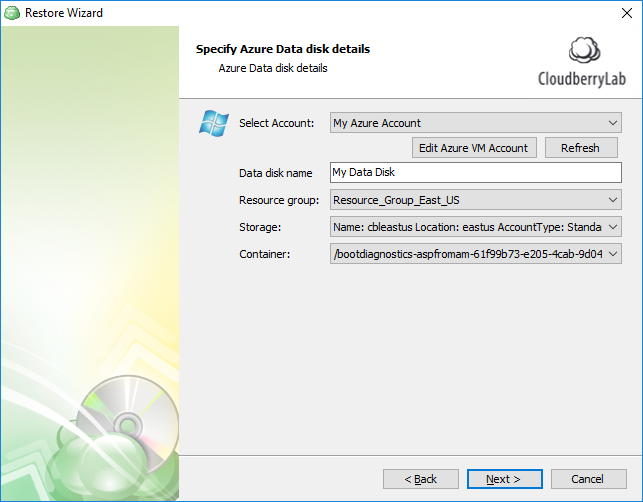 Restore Wizard
Specify Azure Data disk details
Azure Data disk details
CloudberryLab
Select Account: My Azure Account
Edit Azure VM Account Refresh
Data disk name My Data Disk
Resource group: Resource_Group_East_US
Storage: Name: cbleastus Location: eastus AccountType: Standa
Container: /bootdiagnostics-aspfromam-61f99b73-e205-4cab-9d04
< Back Next > Cancel